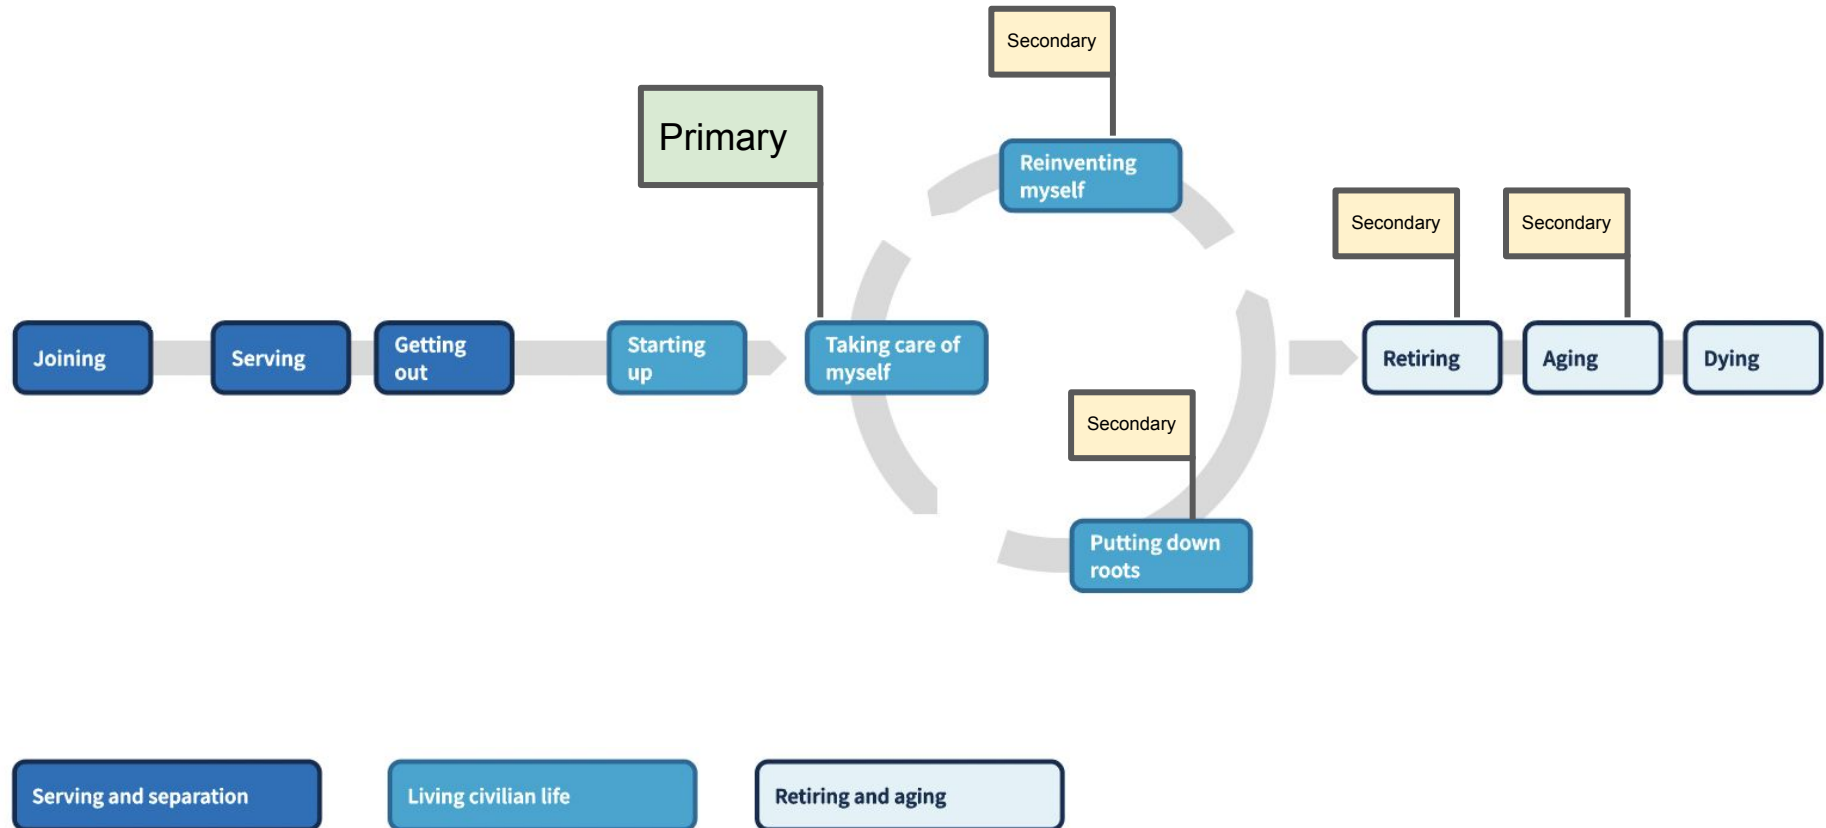 Secondary
Primary
Reinventing
myself
Secondary
Secondary
Joining
Serving
Getting
out
Starting
up
Taking care of
myself
Retiring
Aging
Dying
Secondary
Putting down
roots
Serving and separation
Living civilian life
Retiring and aging